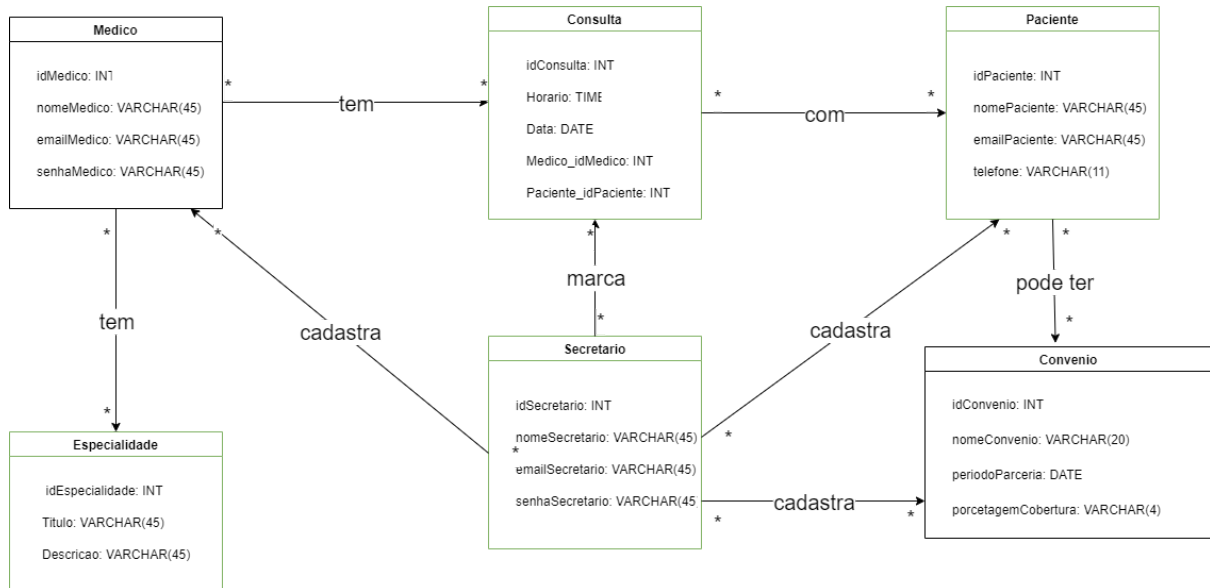 Medico
idMedico: INT
nomeMedico: VARCHAR(45)
emailMedico: VARCHAR(45)
senhaMedico: VARCHAR(45)
*
tem
*
Consulta
idConsulta: INT
Horario: TIME
Data: DATE
Medico_idMedico: INT
Paciente_idPaciente: INT
*
com
*
Paciente
idPaciente: INT
nomePaciente: VARCHAR(45)
emailPaciente: VARCHAR(45)
telefone: VARCHAR(11)
*
tem
*
*
cadastra
*
*
marca
*
*
cadastra
*
*
pode ter
*
Especialidade
idEspecialidade: INT
Titulo: VARCHAR(45)
Descricao: VARCHAR(45)
Secretario
idSecretario: INT
nomeSecretario: VARCHAR(45)
emailSecretario: VARCHAR(45)
senhaSecretario: VARCHAR(45
*
cadastra
*
Convenio
idConvenio: INT
nomeConvenio: VARCHAR(20)
periodoParceria: DATE
porcetagemCobertura: VARCHAR(4)